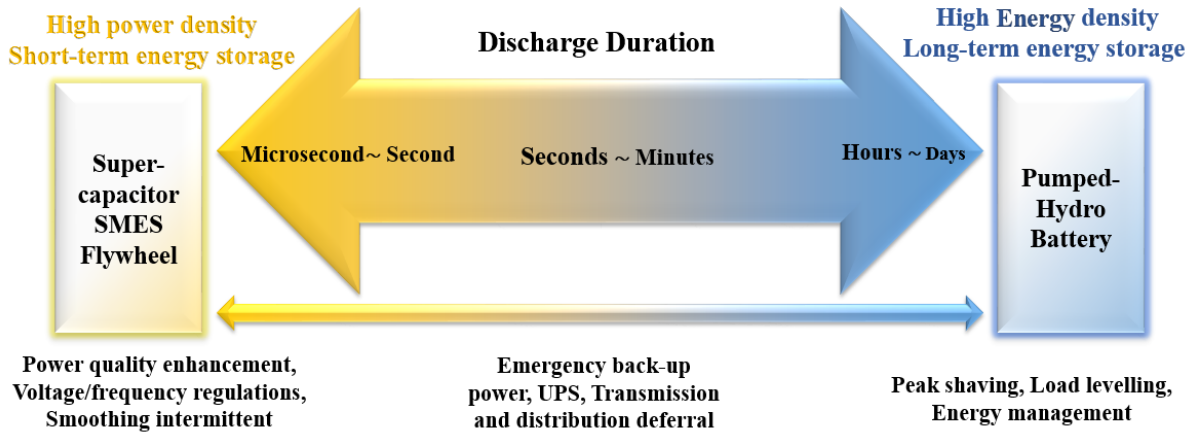 High power density
Short-term energy storage
Discharge Duration
High Energy density
Long-term energy storage
Super-
capacitor
SMES
Flywheel
Microsecond~ Second
Seconds ~ Minutes
Hours ~ Days
Pumped-
Hydro
Battery
Power quality enhancement,
Voltage/frequency regulations,
Smoothing intermittent
Emergency back-up
power, UPS, Transmission
and distribution deferral
Peak shaving, Load levelling,
Energy management